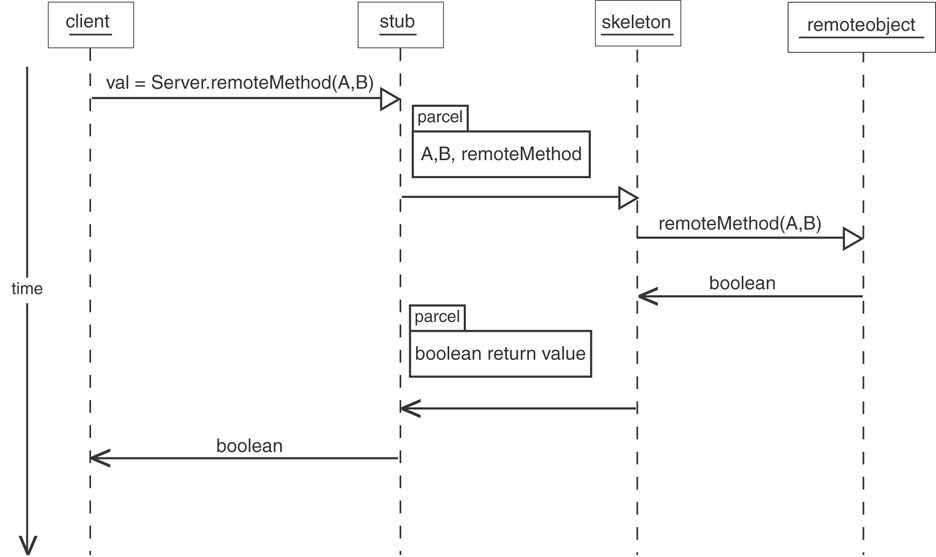 client
stub
skeleton
remoteobject
val = Server.remoteMethod(A,B)
parcel
A,B, remoteMethod
remoteMethod(A,B)
time
boolean
parcel
boolean return value
boolean